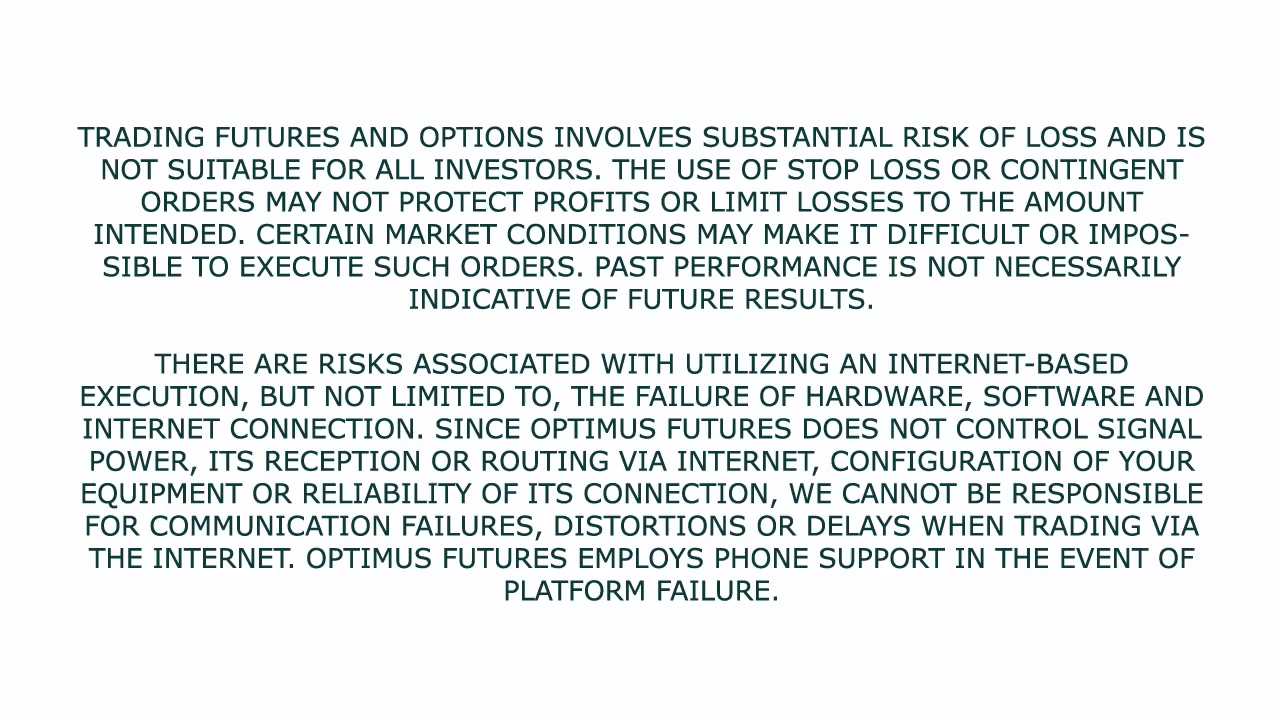 TRADING FUTURES AND OPTIONS INVOLVES SUBSTANTIAL RISK OF LOSS AND IS
NOT SUITABLE FOR ALL INVESTORS. THE USE OF STOP LOSS OR CONTINGENT
ORDERS MAY NOT PROTECT PROFITS OR LIMIT LOSSES TO THE AMOUNT
INTENDED. CERTAIN MARKET CONDITIONS MAY MAKE IT DIFFICULT OR IMPOS-
SIBLE TO EXECUTE SUCH ORDERS. PAST PERFORMANCE IS NOT NECESSARILY
INDICATIVE OF FUTURE RESULTS.
THERE ARE RISKS ASSOCIATED WITH UTILIZING AN INTERNET-BASED
EXECUTION, BUT NOT LIMITED TO, THE FAILURE OF HARDWARE, SOFTWARE AND
INTERNET CONNECTION. SINCE OPTIMUS FUTURES DOES NOT CONTROL SIGNAL
POWER, ITS RECEPTION OR ROUTING VIA INTERNET, CONFIGURATION OF YOUR
EQUIPMENT OR RELIABILITY OF ITS CONNECTION, WE CANNOT BE RESPONSIBLE
FOR COMMUNICATION FAILURES, DISTORTIONS OR DELAYS WHEN TRADING VIA
THE INTERNET. OPTIMUS FUTURES EMPLOYS PHONE SUPPORT IN THE EVENT OF
PLATFORM FAILURE.